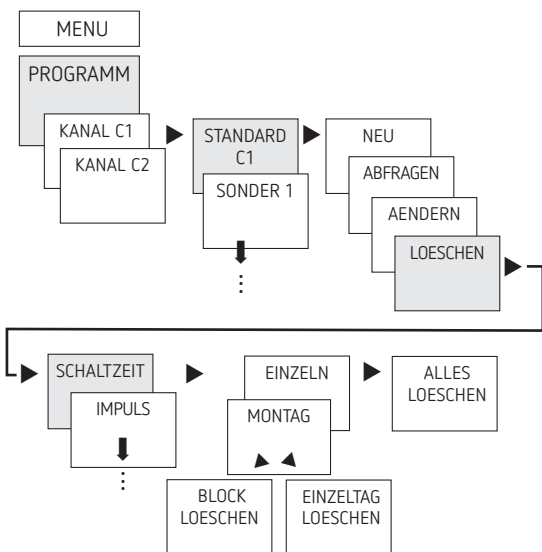 MENU
PROGRAMM
KANAL C1
KANAL C2
STANDARD
C1
SONDER 1
NEU
ABFRAGEN
AENDERN
LOESCHEN
SCHALTZEIT
IMPULS
EINZELN
MONTAG
ALLES
LOESCHEN
BLOCK
LOESCHEN
EINZELTAG
LOESCHEN